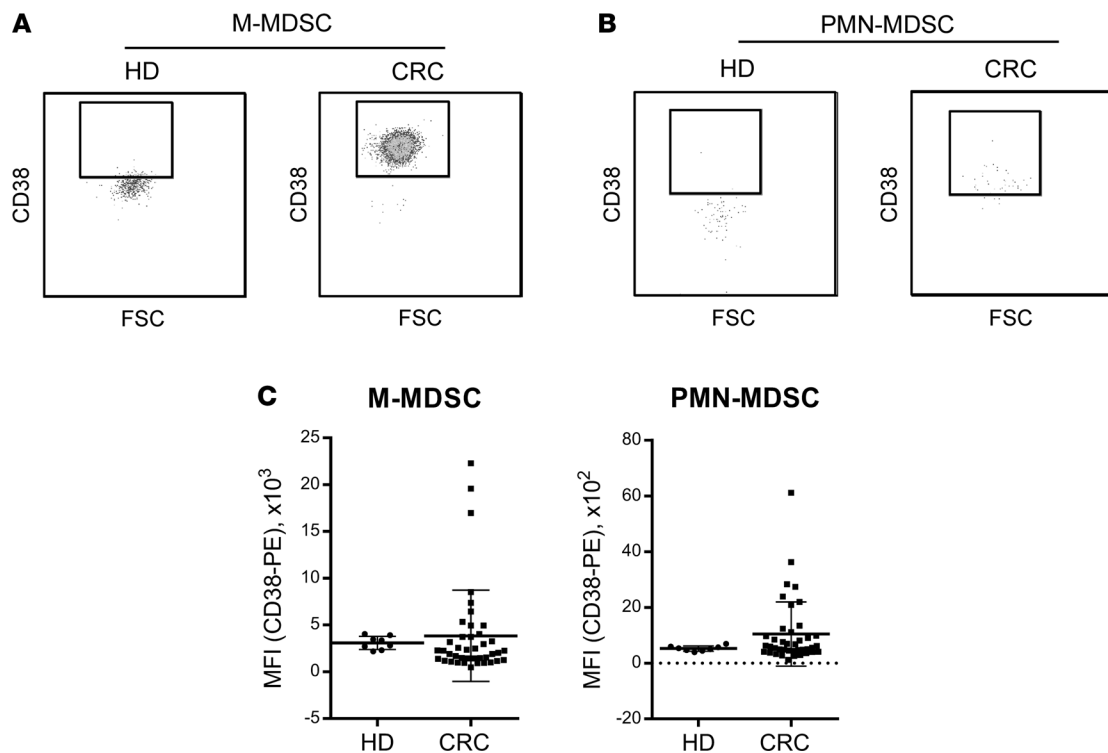 A
M-MDSC
HD
CRC
CD38
CD38
FSC
FSC
B
PMN-MDSC
HD
CRC
CD38
CD38
FSC
FSC
C
M-MDSC
MFI (CD38-PE), x10³
25
20
15
10
5
0
-5
HD
CRC
PMN-MDSC
MFI (CD38-PE), x10²
80
60
40
20
0
-20
HD
CRC